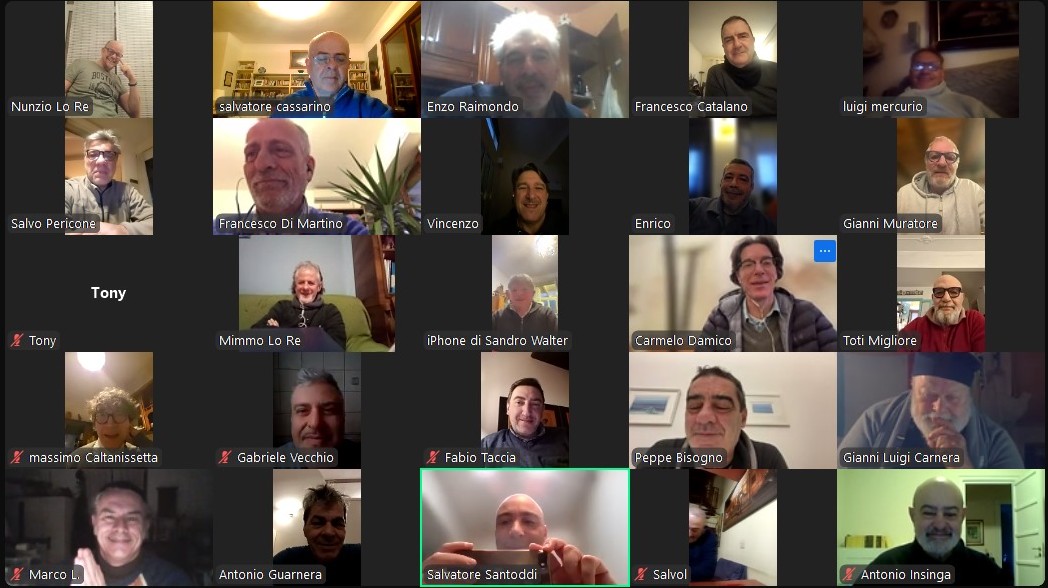 BOSTON
Nunzio Lo Re
salvatore cassarino
Enzo Raimondo
Francesco Catalano
luigi mercurio
Salvo Pericone
Francesco Di Martino
Vincenzo
Enrico
Gianni Muratore
Tony
Tony
Mimmo Lo Re
iPhone di Sandro Walter
Carmelo Damico
Toti Migliore
massimo Caltanissetta
Gabriele Vecchio
Fabio Taccia
Peppe Bisogno
Gianni Luigi Carnera
Marco L.
Antonio Guarnera
Salvatore Santoddi
Salvol
Antonio Insinga